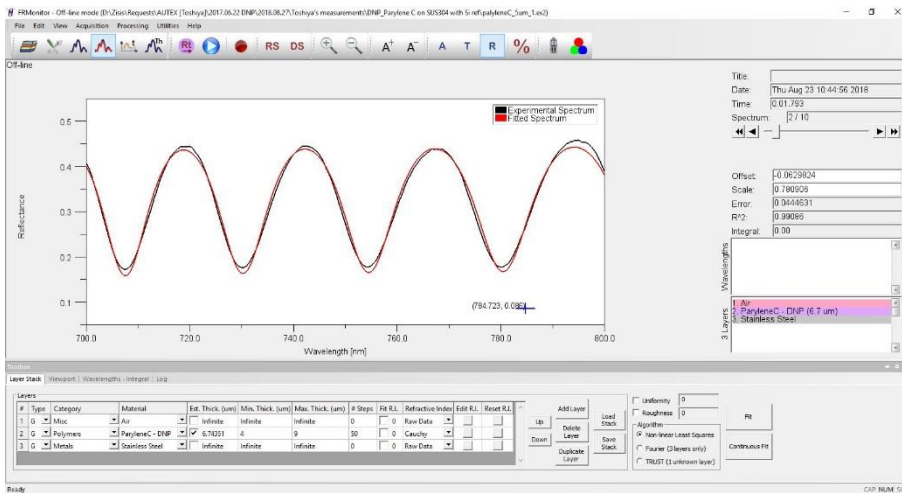 FRMonitor - Off-line mode (D:\Zisis\Requests\AUTEX [Toshiya]\2017.06.22 DNP\2018.08.27\Toshiya's measurements\DNP_Parylene C on SUS304 with Si ref\palyleneC_5um_1.es2)
File Edit View Acquisition Processing Utilities Help
RS DS A+ A- A T R %
Off-line
Title:
Date: Thu Aug 23 10:44:56 2018
Time: 0.01.793
Spectrum: 2 / 10
Experimental Spectrum
Fitted Spectrum
0.5
0.4
0.3
0.2
0.1
Reflectance
(784.723, 0.086)
700.0 720.0 740.0 760.0 780.0 800.0
Wavelength [nm]
Offset: -0.0629824
Scale: 0.780906
Error: 0.0444631
R^2: 0.99086
Integral: 0.00
Wavelengths
3 Layers
1. Air
2. ParyleneC - DNP (6.7 um)
3. Stainless Steel
Toolbox
Layer Stack Viewport Wavelengths - Integral Log
Layers
# Type Category Material Est. Thick. (um) Min. Thick. (um) Max. Thick. (um) # Steps Fit R.I. Refractive Index Edit R.I. Reset R.I.
1 G Misc Air Infinite Infinite Infinite 0 0 Raw Data
2 G Polymers ParyleneC - DNP 6.74351 4 9 50 0 Cauchy
3 G Metals Stainless Steel Infinite Infinite Infinite 0 0 Raw Data
Up
Down
Add Layer
Delete Layer
Duplicate Layer
Load Stack
Save Stack
Uniformity 0
Roughness 0
Algorithm
Non-linear Least Squares
Fourier (3 layers only)
TRUST (1 unknown layer)
Fit
Continuous Fit
Ready
CAP NUM